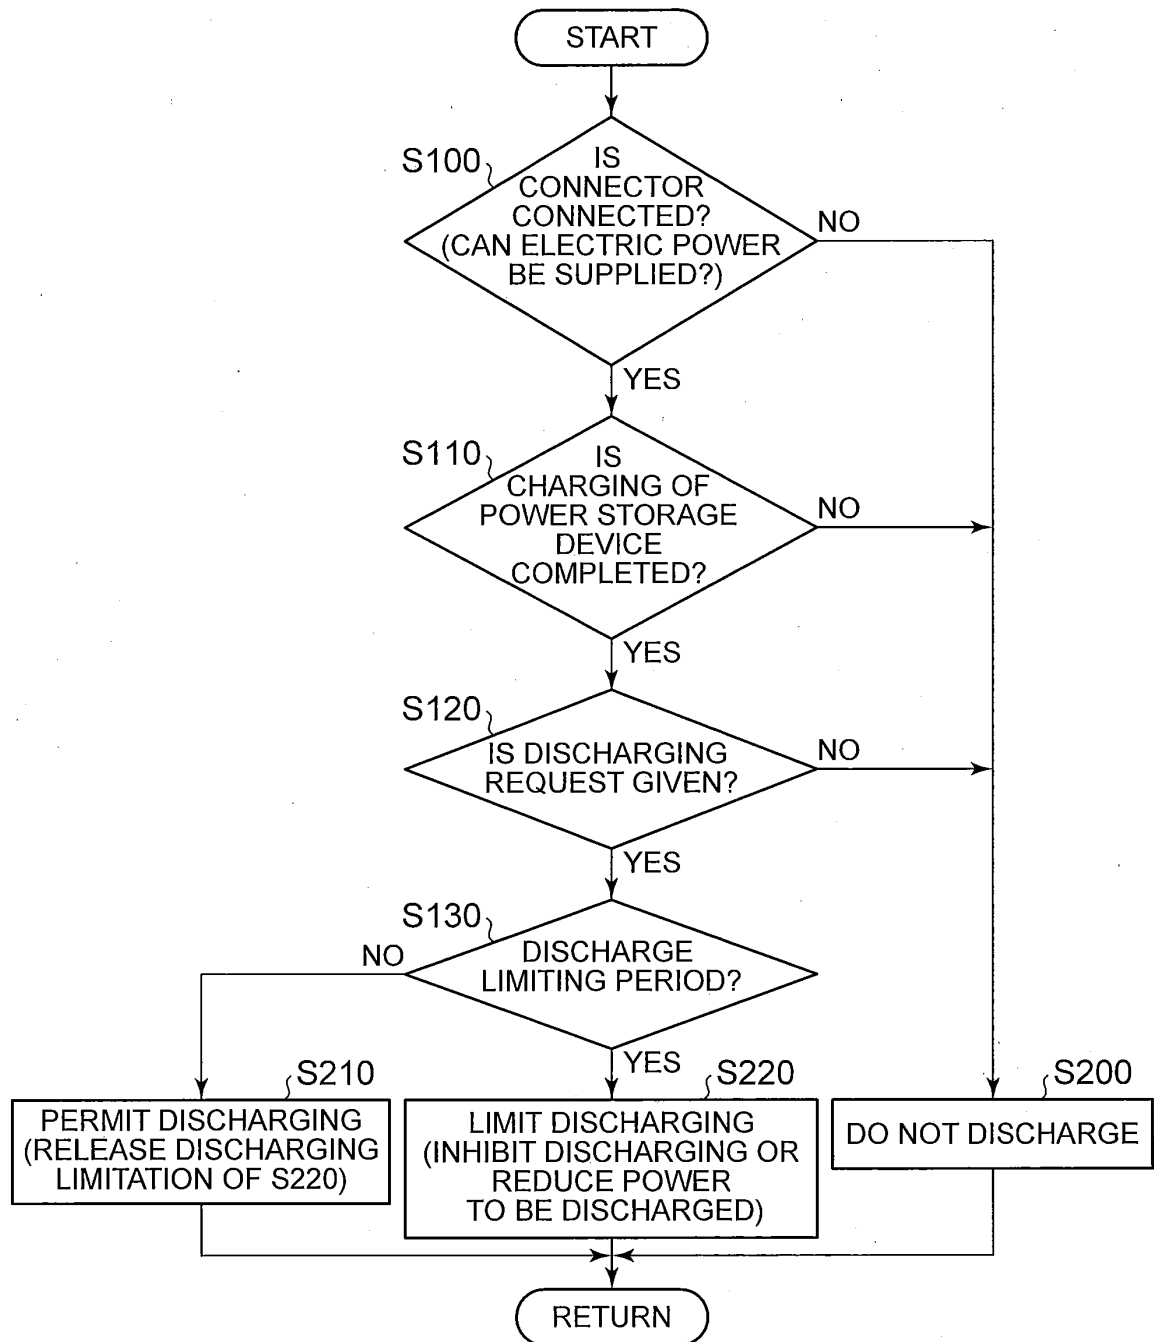 START
S100
IS
CONNECTOR
CONNECTED?
(CAN ELECTRIC POWER
BE SUPPLIED?)
NO
YES
S110
IS
CHARGING OF
POWER STORAGE
DEVICE
COMPLETED?
NO
YES
S120
IS DISCHARGING
REQUEST GIVEN?
NO
YES
S130
DISCHARGE
LIMITING PERIOD?
NO
YES
S210
PERMIT DISCHARGING
(RELEASE DISCHARGING
LIMITATION OF S220)
S220
LIMIT DISCHARGING
(INHIBIT DISCHARGING OR
REDUCE POWER
TO BE DISCHARGED)
S200
DO NOT DISCHARGE
RETURN